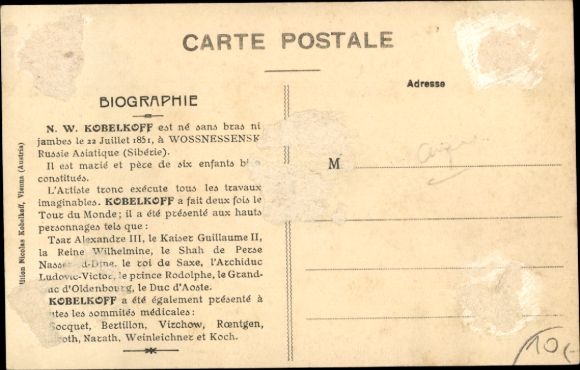 CARTE POSTALE
Adresse
BIOGRAPHIE
N. W. KOBELKOFF est né sans bras ni
jambes le 22 Juillet 1851, à WOSSNESSENSK
Russie Asiatique (Sibérie).
Il est marié et père de six enfants
constitués.
L'Artiste tronc exécute tous les travaux
imaginables. KOBELKOFF a fait deux fois le
Tour du Monde; il a été présenté aux hauts
personnages tels que :
Tsar Alexandre III, le Kaiser Guillaume II,
la Reine Wilhelmine, le Shah de Perse
le roi de Saxe, l'Archiduc
Ludovic-Victor, le prince Rodolphe, le Grand-
d'Oldenbourg, le Duc d'Aoste.
KOBELKOFF a été également présenté à
les sommités médicales :
Bertillon, Virchow, Rœntgen,
Nazath, Weinleichner et Koch.
Nicolas Kobelkoff, Vienna (Austria)
M
10,-